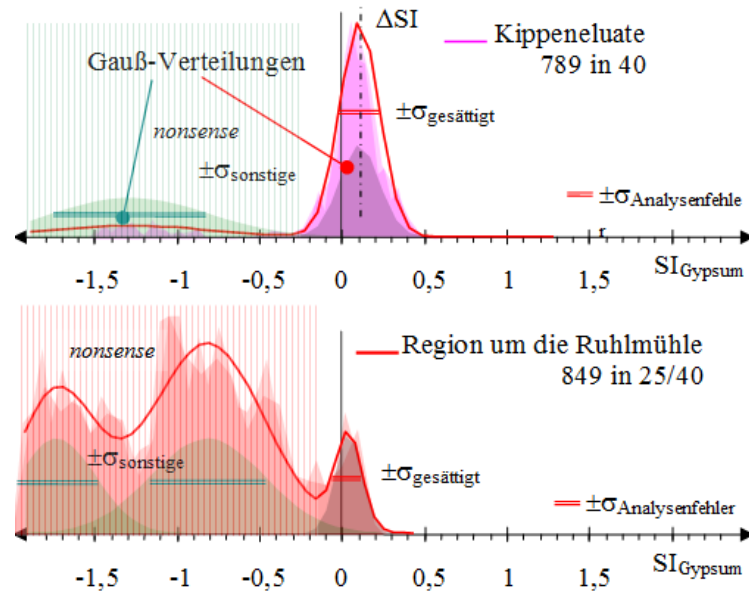 ΔSI
Kippeneluate
789 in 40
Gauß-Verteilungen
nonsense
±σgesättigt
±σsonstige
±σAnalysenfehle
r
-1,5 -1 -0,5 0 0,5 1 1,5 SIGypsum
nonsense
Region um die Ruhlmühle
849 in 25/40
±σsonstige
±σgesättigt
±σAnalysenfehler
-1,5 -1 -0,5 0 0,5 1 1,5 SIGypsum